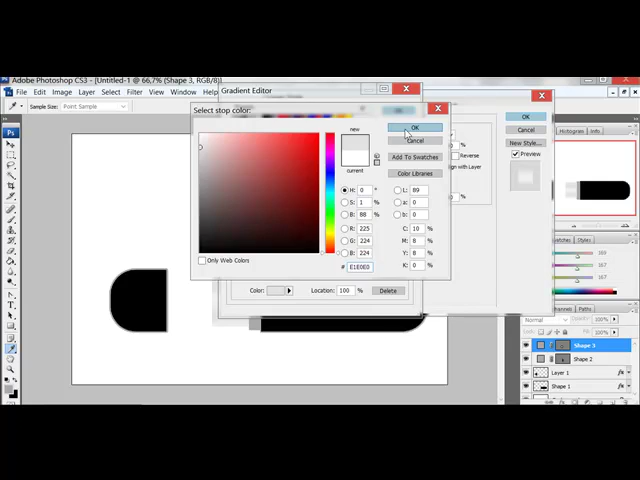 Adobe Photoshop CS3 - [Untitled-1 @ 66,7% (Shape 3, RGB/8)]
File Edit Image Layer Select Filter
Sample Size: Point Sample
Gradient Editor
Select stop color:
new
current
OK
Cancel
Add To Swatches
Color Libraries
H: 0 °
S: 1 %
B: 88 %
R: 225
G: 224
B: 224
L: 89
a: 0
b: 0
C: 10 %
M: 8 %
Y: 8 %
K: 0 %
# E1E0E0
Only Web Colors
Color: Location: 100 % Delete
Reverse
Align with Layer
OK
Cancel
New Style...
Preview
Histogram Info
Styles
Channels Paths
Normal
Shape 3
Shape 2
Layer 1
Shape 1
Ps